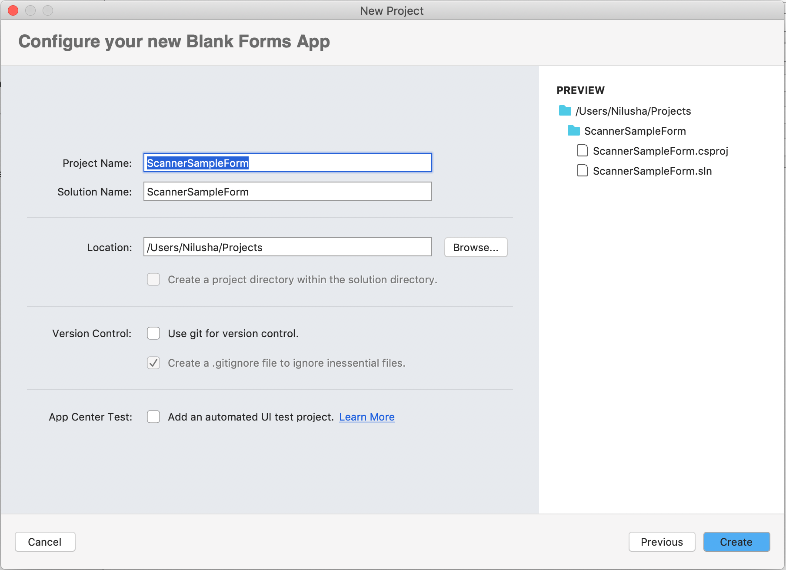 New Project
Configure your new Blank Forms App
Project Name: ScannerSampleForm
Solution Name: ScannerSampleForm
Location: /Users/Nilusha/Projects Browse...
Create a project directory within the solution directory.
Version Control: Use git for version control.
Create a .gitignore file to ignore inessential files.
App Center Test: Add an automated UI test project. Learn More
PREVIEW
/Users/Nilusha/Projects
ScannerSampleForm
ScannerSampleForm.csproj
ScannerSampleForm.sln
Cancel Previous Create